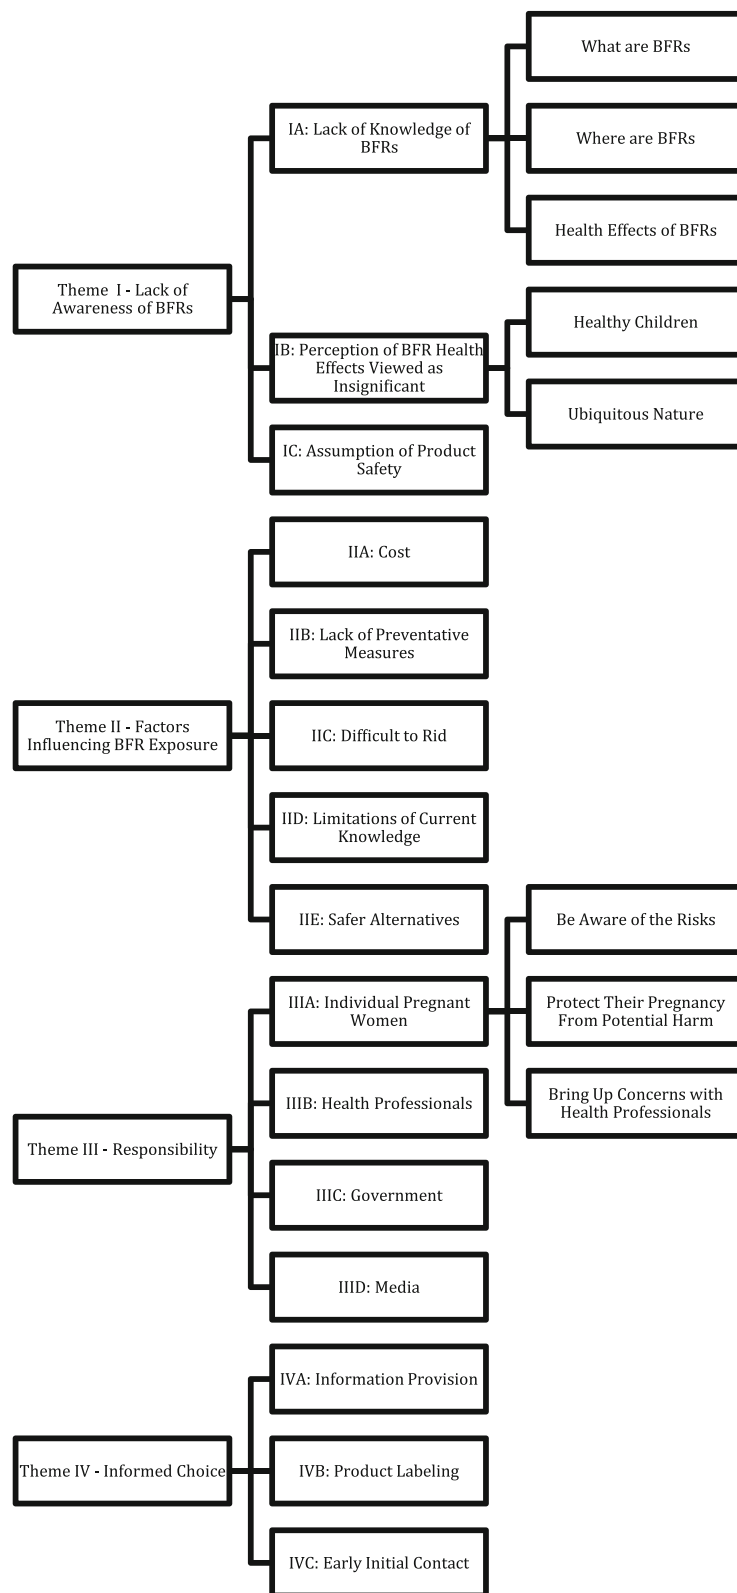 Theme I - Lack of
Awareness of BFRs
IA: Lack of Knowledge of
BFRs
What are BFRs
Where are BFRs
Health Effects of BFRs
IB: Perception of BFR Health
Effects Viewed as
Insignificant
Healthy Children
Ubiquitous Nature
IC: Assumption of Product
Safety
Theme II - Factors
Influencing BFR Exposure
IIA: Cost
IIB: Lack of Preventative
Measures
IIC: Difficult to Rid
IID: Limitations of Current
Knowledge
IIE: Safer Alternatives
Theme III - Responsibility
IIIA: Individual Pregnant
Women
Be Aware of the Risks
Protect Their Pregnancy
From Potential Harm
Bring Up Concerns with
Health Professionals
IIIB: Health Professionals
IIIC: Government
IIID: Media
Theme IV - Informed Choice
IVA: Information Provision
IVB: Product Labeling
IVC: Early Initial Contact